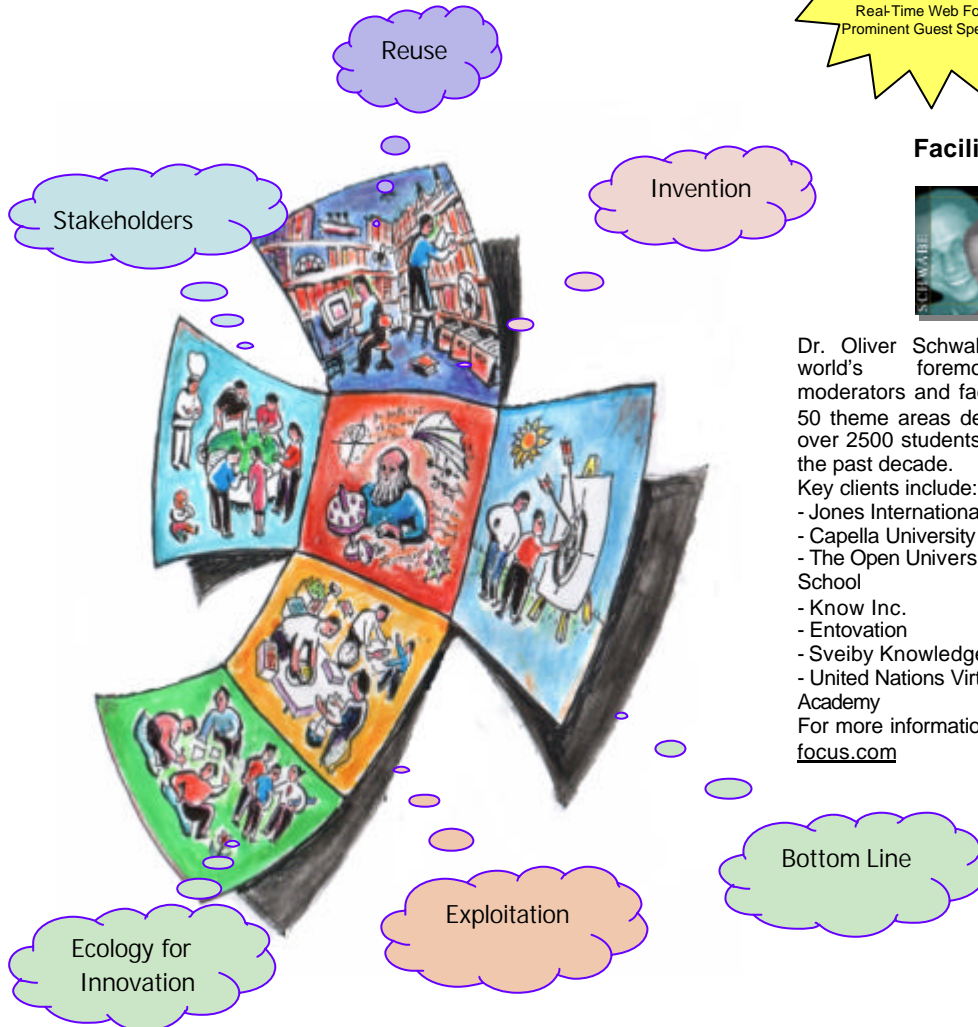 Real-Time Web Fo
Prominent Guest Spe
Reuse
Facili
Invention
Stakeholders
SCHWABE
Dr. Oliver Schwal
world's foremo
moderators and fac
50 theme areas de
over 2500 students
the past decade.
Key clients include:
- Jones Internationa
- Capella University
- The Open Univers
School
- Know Inc.
- Entovation
- Sveiby Knowledge
- United Nations Virt
Academy
For more information
focus.com
Bottom Line
Exploitation
Ecology for
Innovation